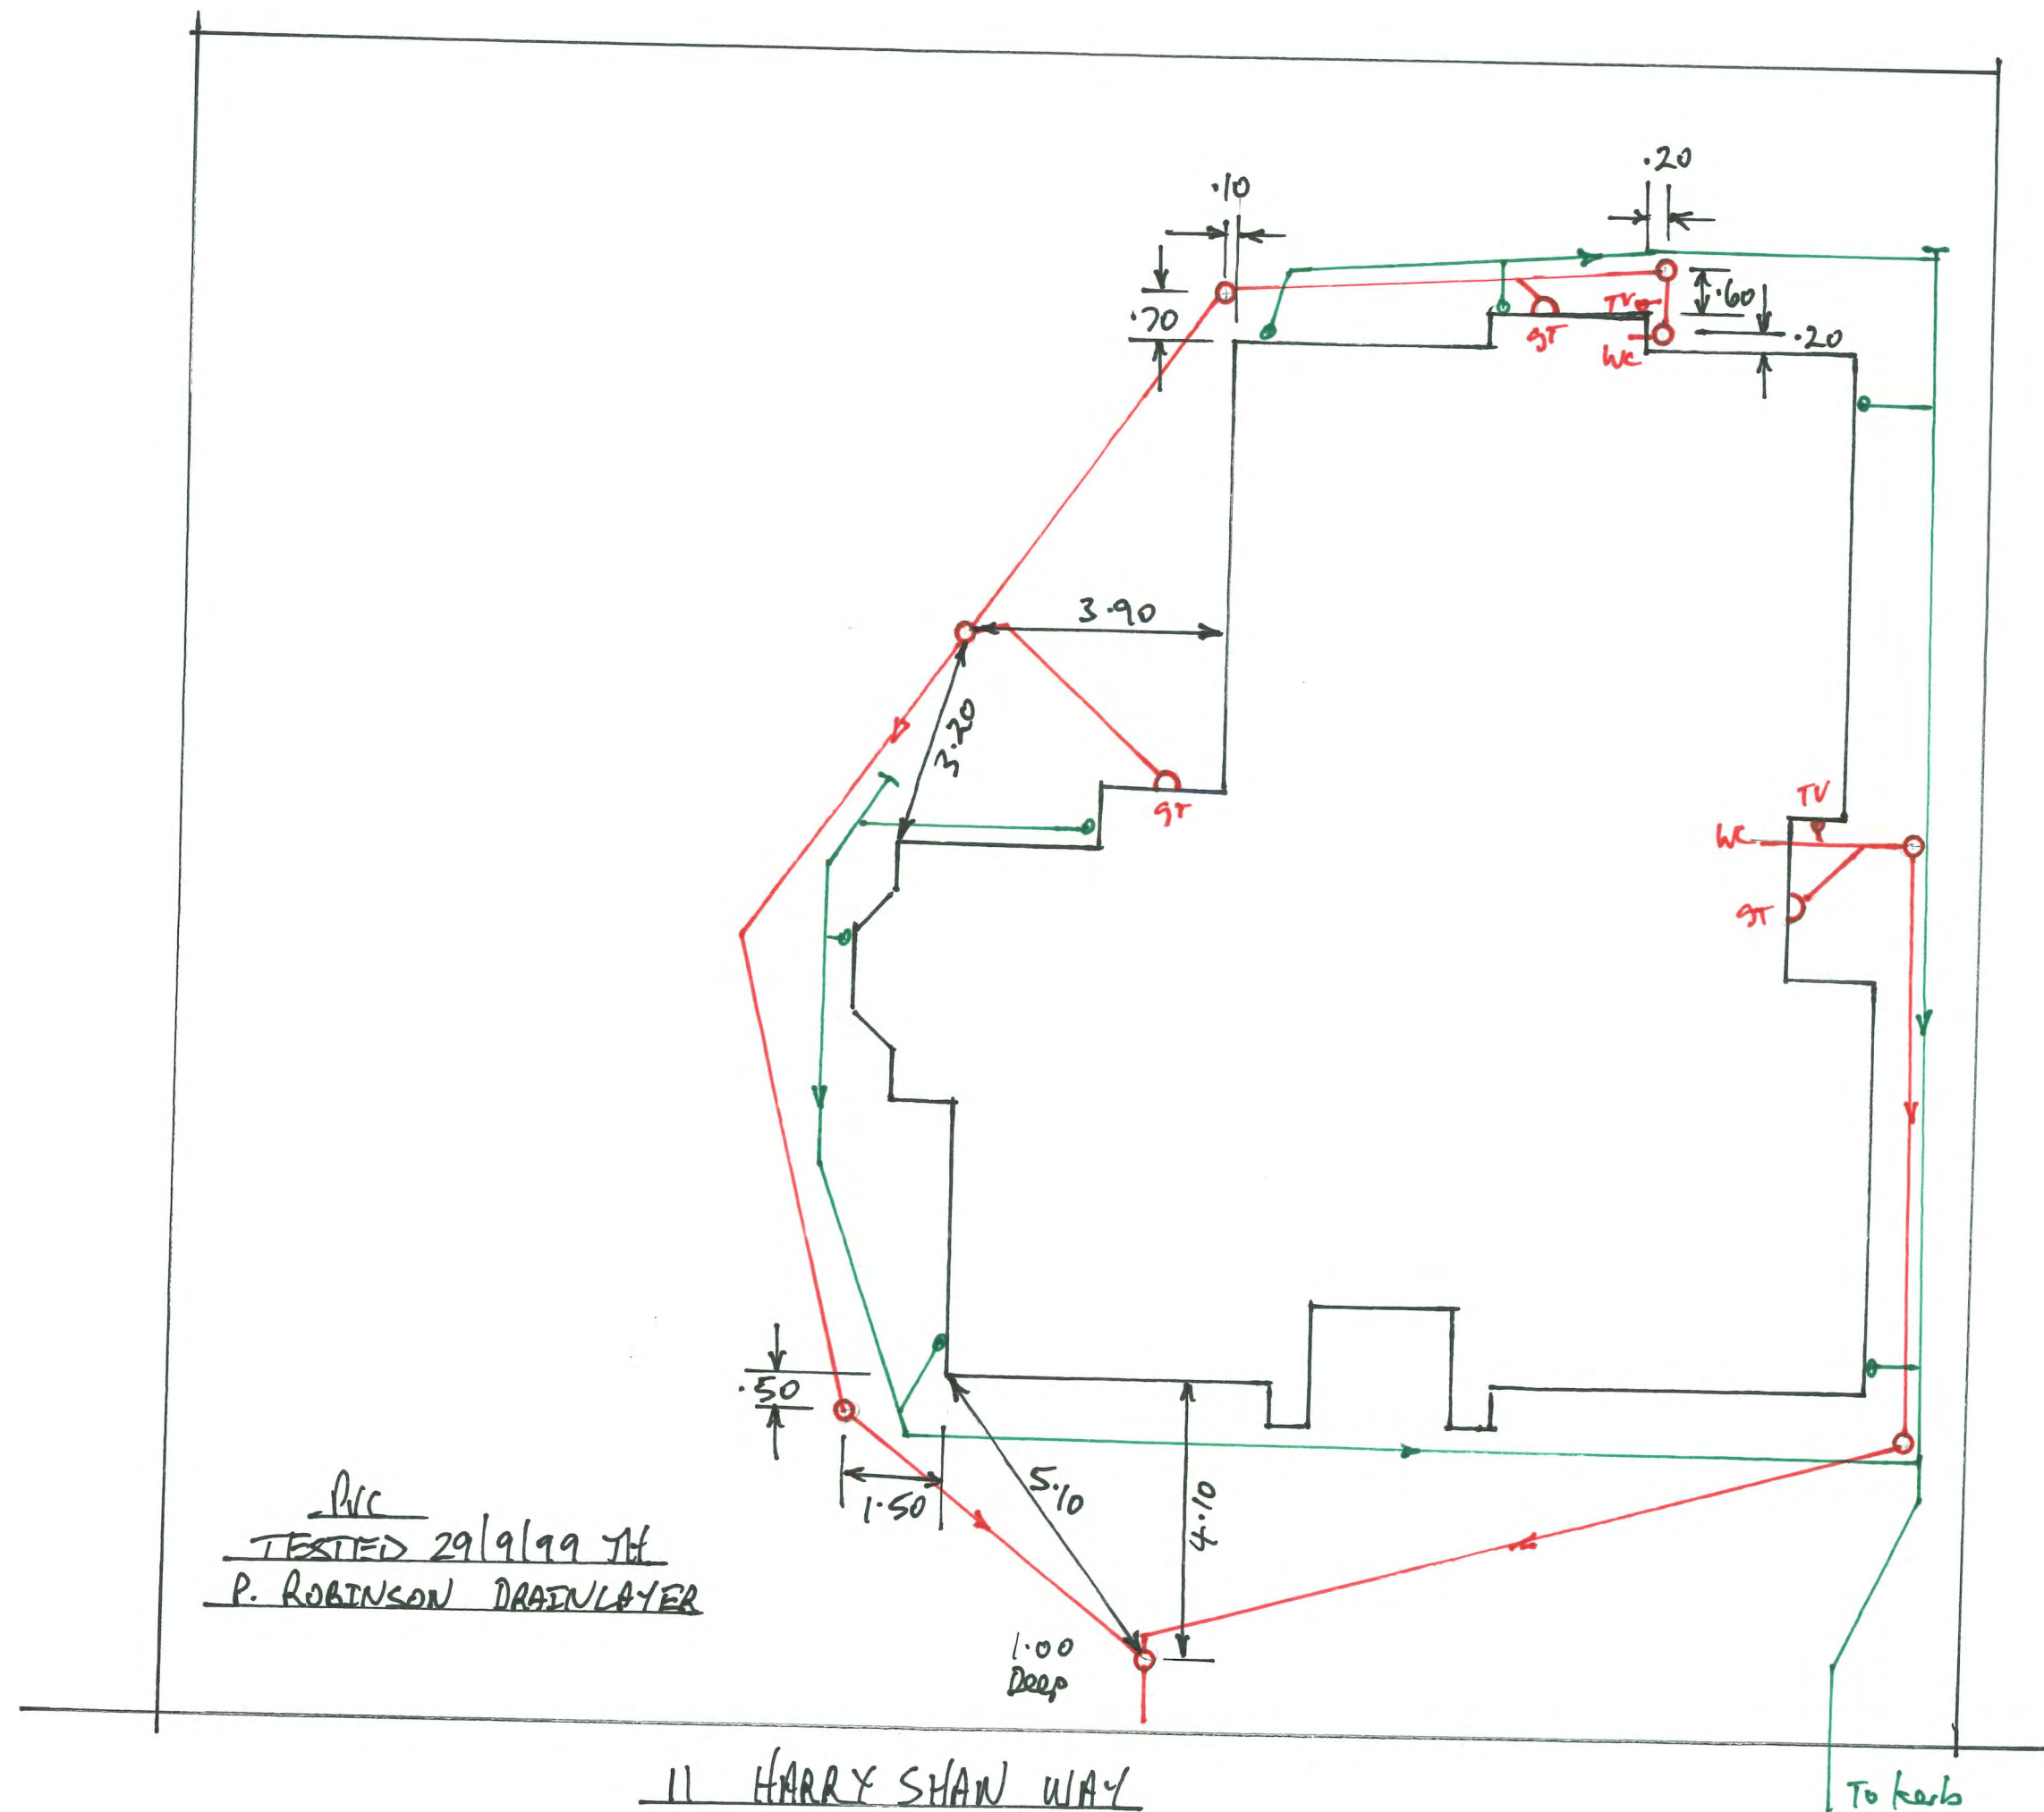 .20
.10
.70
.60
.20
TV
GT
WC
3.90
3.20
GT
TV
WC
GT
.50
1.50
5.10
4.10
PVC
TESTED 29/9/99 JH
P. ROBINSON DRAINLAYER
1.00
Deep
11 HARRY SHAW WAY
To kerb